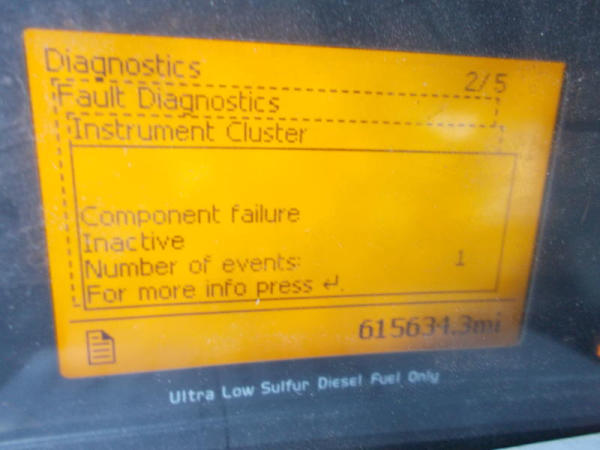 Diagnostics 2/5
Fault Diagnostics
Instrument Cluster
Component failure
Inactive
Number of events: 1
For more info press ↵.
615634.3mi
Ultra Low Sulfur Diesel Fuel Only